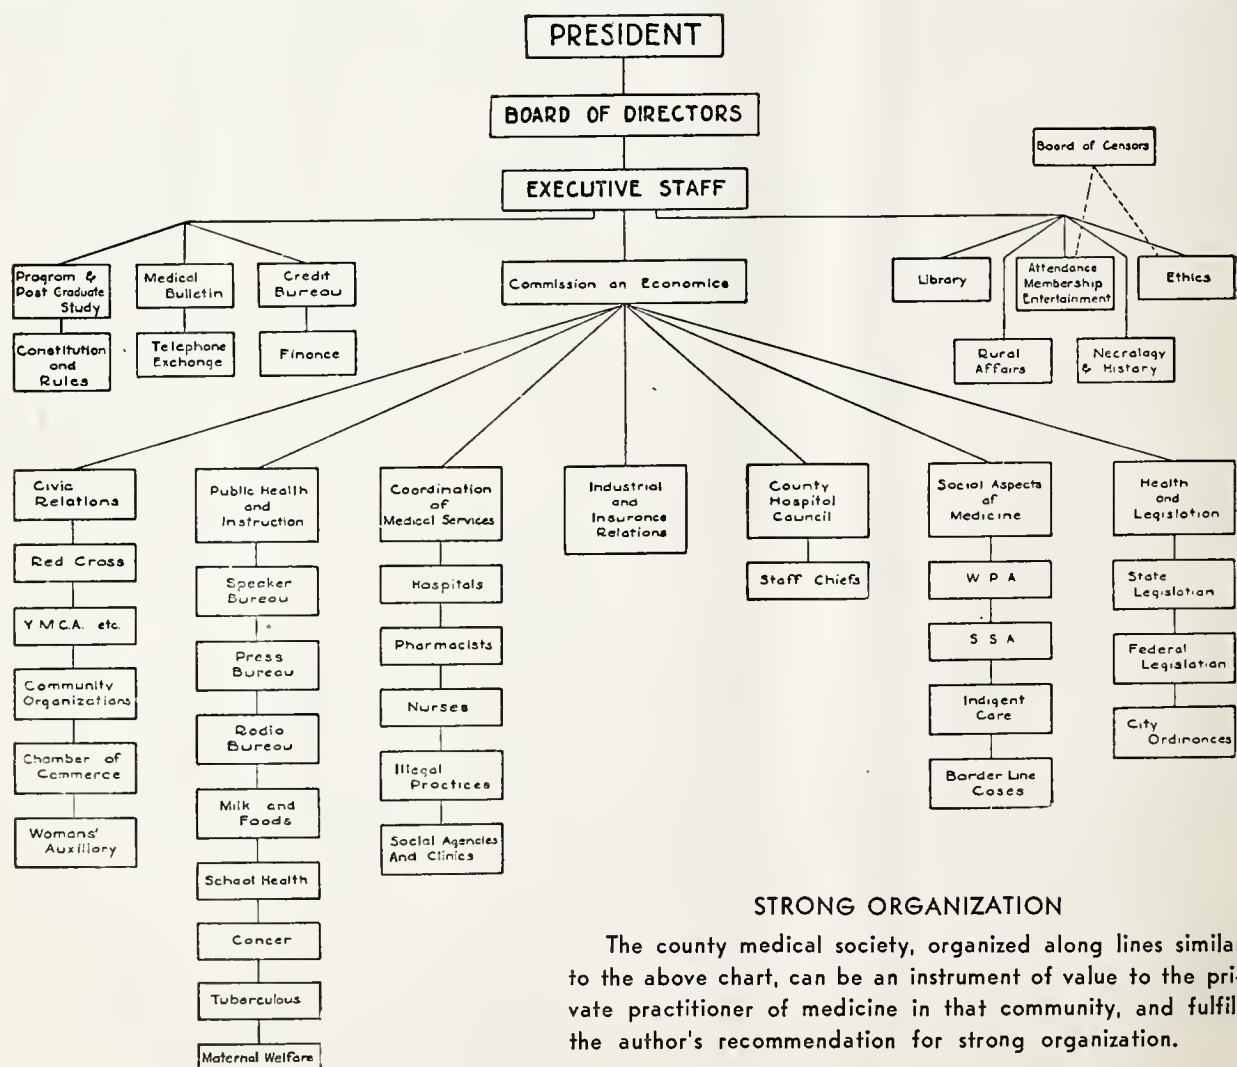 PRESIDENT
BOARD OF DIRECTORS
EXECUTIVE STAFF
Board of Censors
Program &
Post Graduate
Study
Medical
Bulletin
Credit
Bureau
Commission on Economics
Library
Attendance
Membership
Entertainment
Ethics
Constitution
and
Rules
Telephone
Exchange
Finance
Rural
Affairs
Necrology
& History
Civic
Relations
Red Cross
Y M C.A. etc.
Community
Organizations
Chamber of
Commerce
Womans'
Auxillary
Public Health
and
Instruction
Speaker
Bureau
Press
Bureau
Radio
Bureau
Milk and
Foods
School Health
Cancer
Tuberculous
Maternal Welfare
Coordination
of
Medical Services
Hospitals
Pharmacists
Nurses
Illegal
Practices
Social Agencies
And Clinics
Industrial
and
Insurance
Relations
County
Hospital
Council
Staff Chiefs
Social Aspects
of
Medicine
W P A
S S A
Indigent
Care
Border Line
Cases
Health
and
Legislation
State
Legislation
Federal
Legislation
City
Ordinances
STRONG ORGANIZATION
The county medical society, organized along lines simila
to the above chart, can be an instrument of value to the pri-
vate practitioner of medicine in that community, and fulfil
the author's recommendation for strong organization.